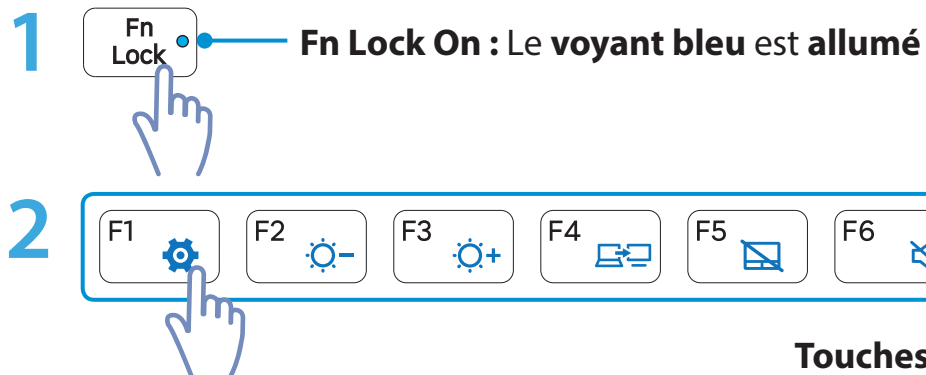 1
Fn
Lock
Fn Lock On : Le voyant bleu est allumé
2
F1 F2 F3 F4 F5 F6
Touches